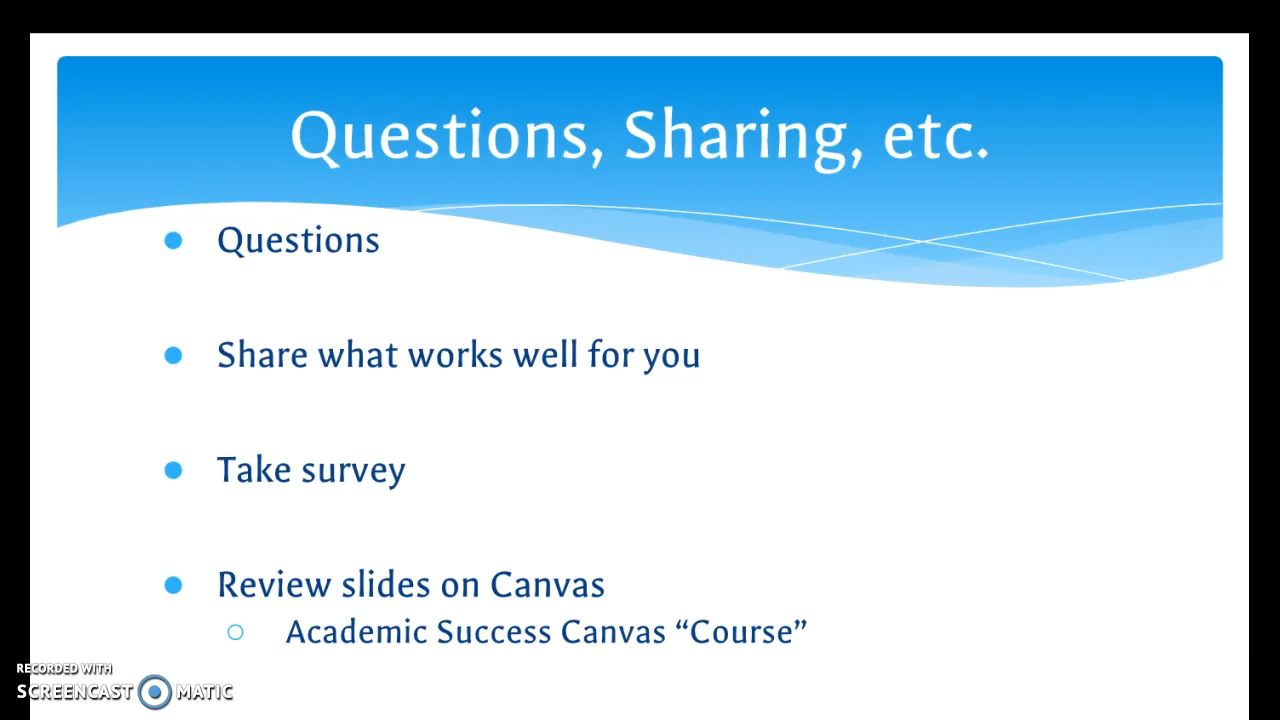 Questions, Sharing, etc.
Questions
Share what works well for you
Take survey
Review slides on Canvas
Academic Success Canvas “Course”
RECORDED WITH
SCREENCAST MATIC